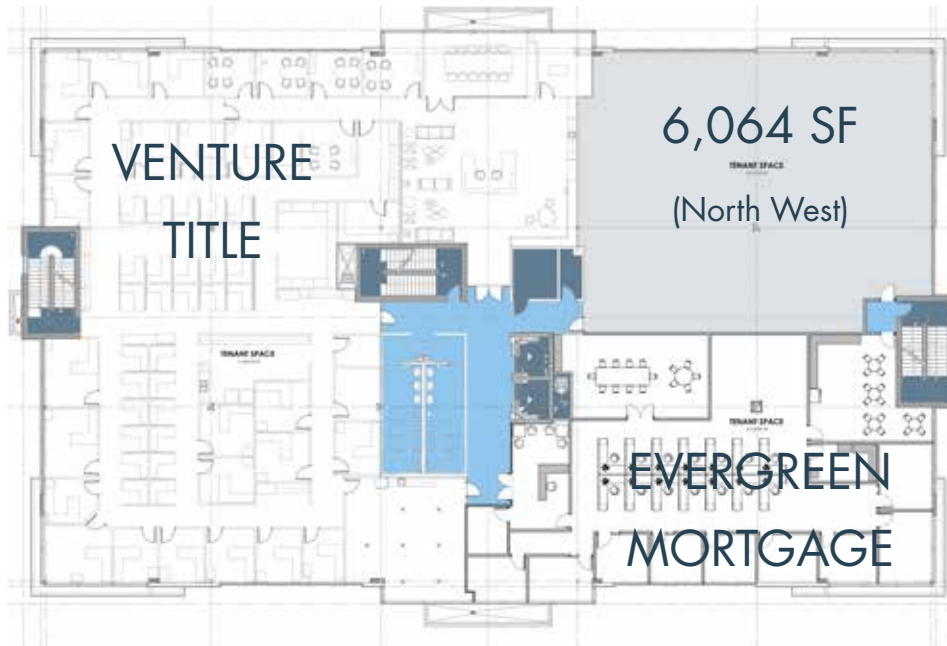 VENTURE
TITLE
6,064 SF
TENANT SPACE
(North West)
TENANT SPACE
TENANT SPACE
EVERGREEN
MORTGAGE